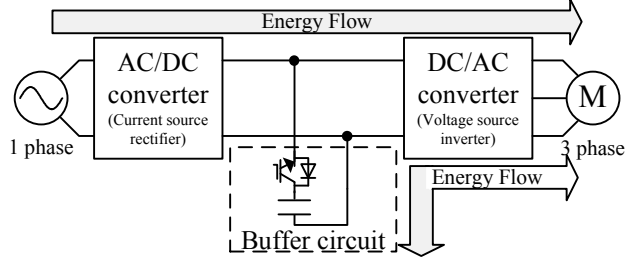 Energy Flow
AC/DC
converter
(Current source
rectifier)
DC/AC
converter
(Voltage source
inverter)
M
1 phase
3 phase
Energy Flow
Buffer circuit